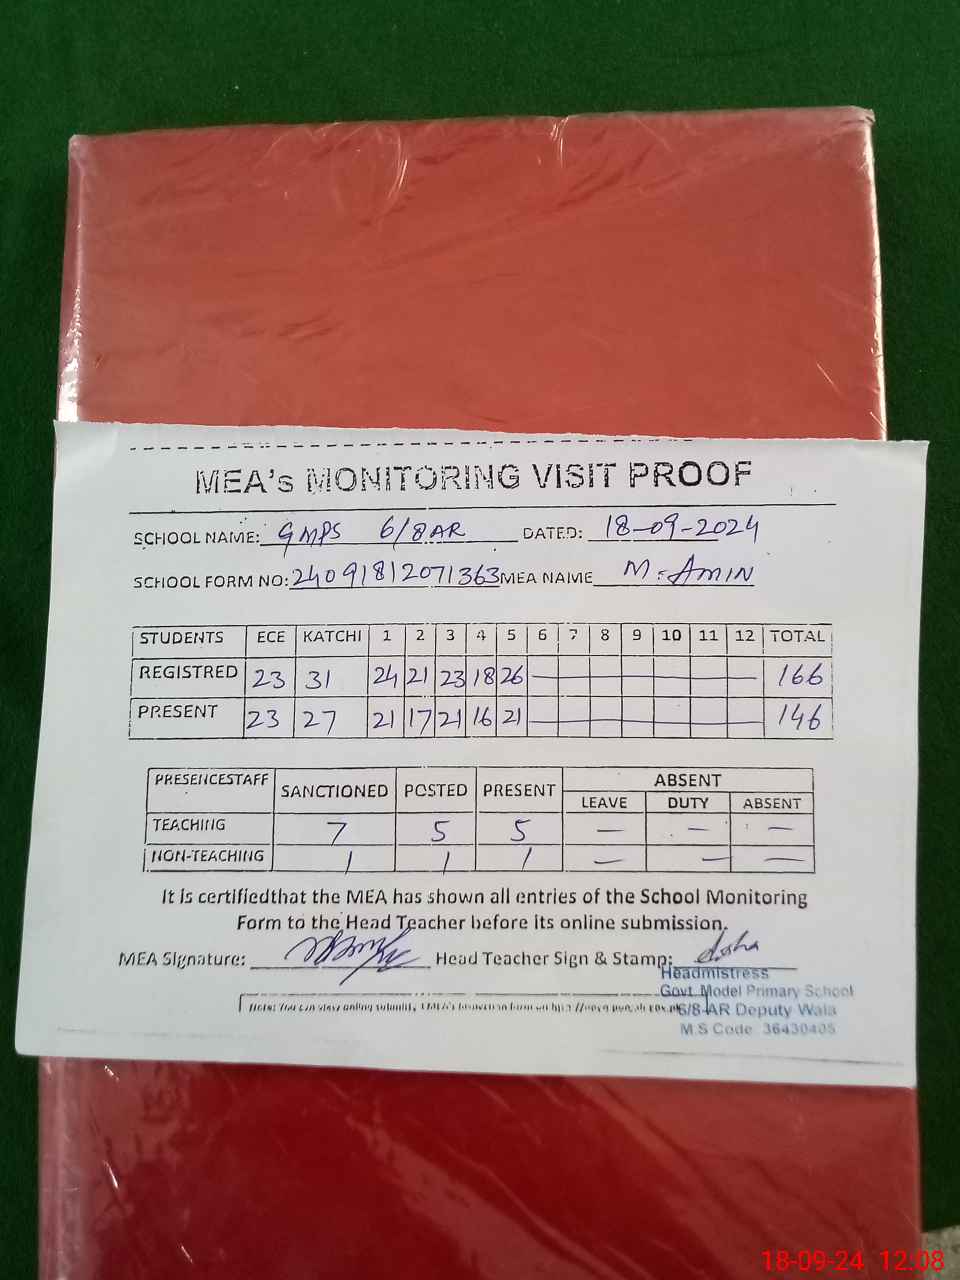 MEA's MONITORING VISIT PROOF
SCHOOL NAME: GMPS 6/8AR DATED: 18-09-2024
SCHOOL FORM NO: 24091812071363 MEA NAME M. AMIN
STUDENTS ECE KATCHI 1 2 3 4 5 6 7 8 9 10 11 12 TOTAL
REGISTRED 23 31 24 21 23 18 26 166
PRESENT 23 27 21 17 21 16 21 146
PRESENCESTAFF SANCTIONED POSTED PRESENT ABSENT
LEAVE DUTY ABSENT
TEACHING 7 5 5 — — —
NON-TEACHING 1 1 1 — — —
It is certifiedthat the MEA has shown all entries of the School Monitoring
Form to the Head Teacher before its online submission.
MEA Signature: Head Teacher Sign & Stamp:
Headmistress
Govt. Model Primary School
6/8-AR Deputy Wala
M.S Code 36430405
18-09-24 12:08